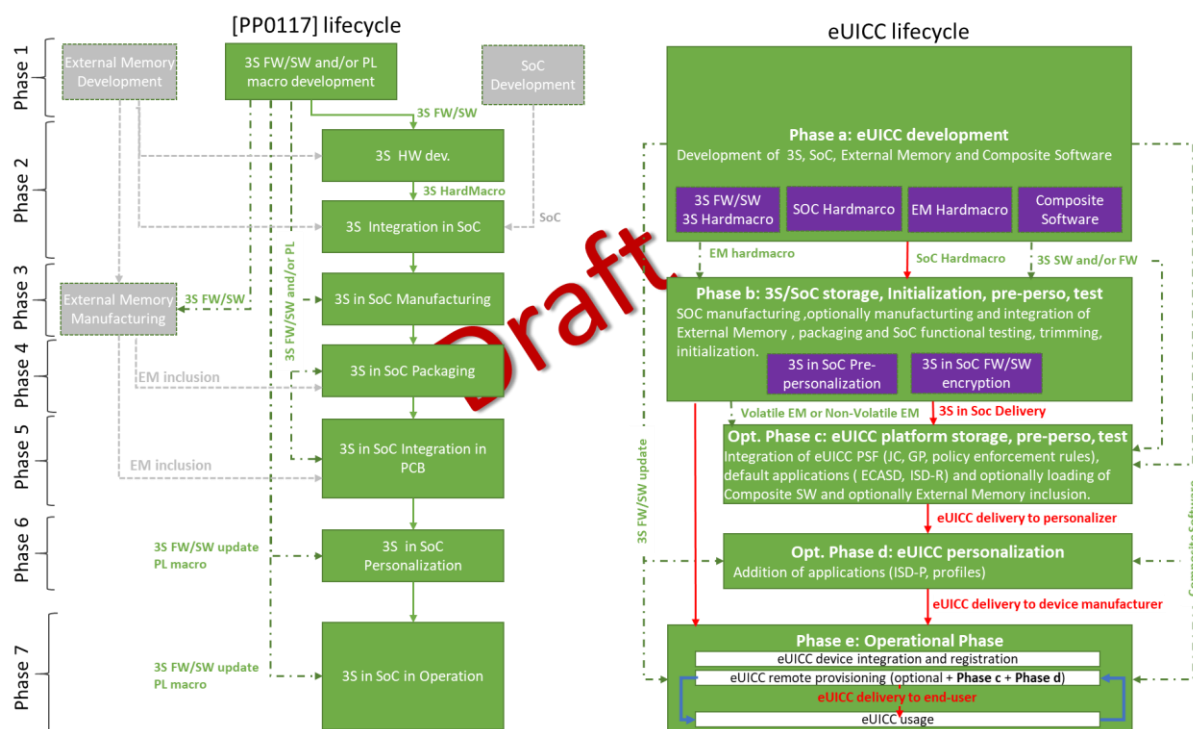 [PP0117] lifecycle
eUICC lifecycle
Phase 1
Phase 2
Phase 3
Phase 4
Phase 5
Phase 6
Phase 7
External Memory
Development
3S FW/SW and/or PL
macro development
SoC
Development
3S FW/SW
3S HW dev.
3S HardMacro
3S Integration in SoC
SoC
3S FW/SW and/or PL
External Memory
Manufacturing
3S FW/SW
3S in SoC Manufacturing
EM inclusion
3S in SoC Packaging
EM inclusion
3S in SoC Integration in
PCB
3S FW/SW update
PL macro
3S in SoC
Personalization
3S FW/SW update
PL macro
3S in SoC in Operation
Draft
Phase a: eUICC development
Development of 3S, SoC, External Memory and Composite Software
3S FW/SW
3S Hardmacro
SOC Hardmarco
EM Hardmacro
Composite
Software
EM hardmacro
SoC Hardmacro
3S SW and/or FW
Phase b: 3S/SoC storage, Initialization, pre-perso, test
SOC manufacturing ,optionally manufacturting and integration of
External Memory , packaging and SoC functional testing, trimming,
initialization.
3S in SoC Pre-
personalization
3S in SoC FW/SW
encryption
Volatile EM or Non-Volatile EM
3S in Soc Delivery
Opt. Phase c: eUICC platform storage, pre-perso, test
Integration of eUICC PSF (JC, GP, policy enforcement rules),
default applications ( ECASD, ISD-R) and optionally loading of
Composite SW and optionally External Memory inclusion.
3S FW/SW update
Composite Software
eUICC delivery to personalizer
Opt. Phase d: eUICC personalization
Addition of applications (ISD-P, profiles)
eUICC delivery to device manufacturer
Phase e: Operational Phase
eUICC device integration and registration
eUICC remote provisioning (optional + Phase c + Phase d)
eUICC delivery to end-user
eUICC usage